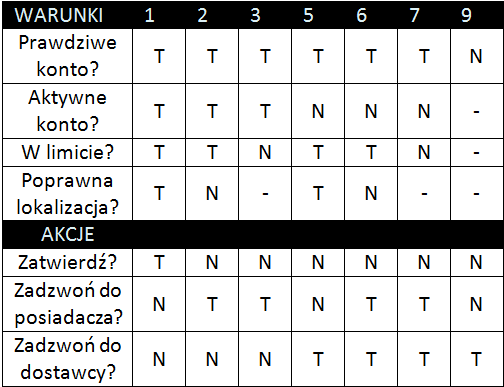 WARUNKI 1 2 3 5 6 7 9
Prawdziwe
konto? T T T T T T N
Aktywne
konto? T T T N N N -
W limicie? T T N T T N -
Poprawna
lokalizacja? T N - T N - -
AKCJE
Zatwierdź? T N N N N N N
Zadzwoń do
posiadacza? N T T N T T N
Zadzwoń do
dostawcy? N N N T T T T